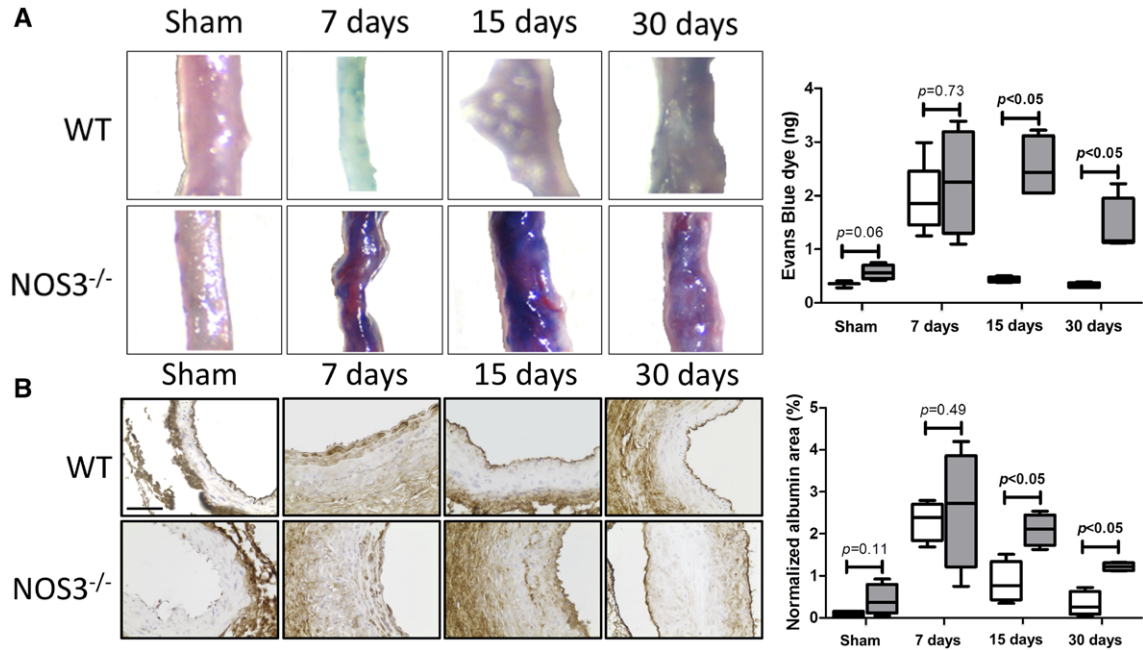 A
Sham 7 days 15 days 30 days
WT
NOS3-/-
Evans Blue dye (ng)
4
3
2
1
0
p=0.06
p=0.73
p<0.05
p<0.05
Sham 7 days 15 days 30 days
B
Sham 7 days 15 days 30 days
WT
NOS3-/-
Normalized albumin area (%)
5
4
3
2
1
0
p=0.11
p=0.49
p<0.05
p<0.05
Sham 7 days 15 days 30 days